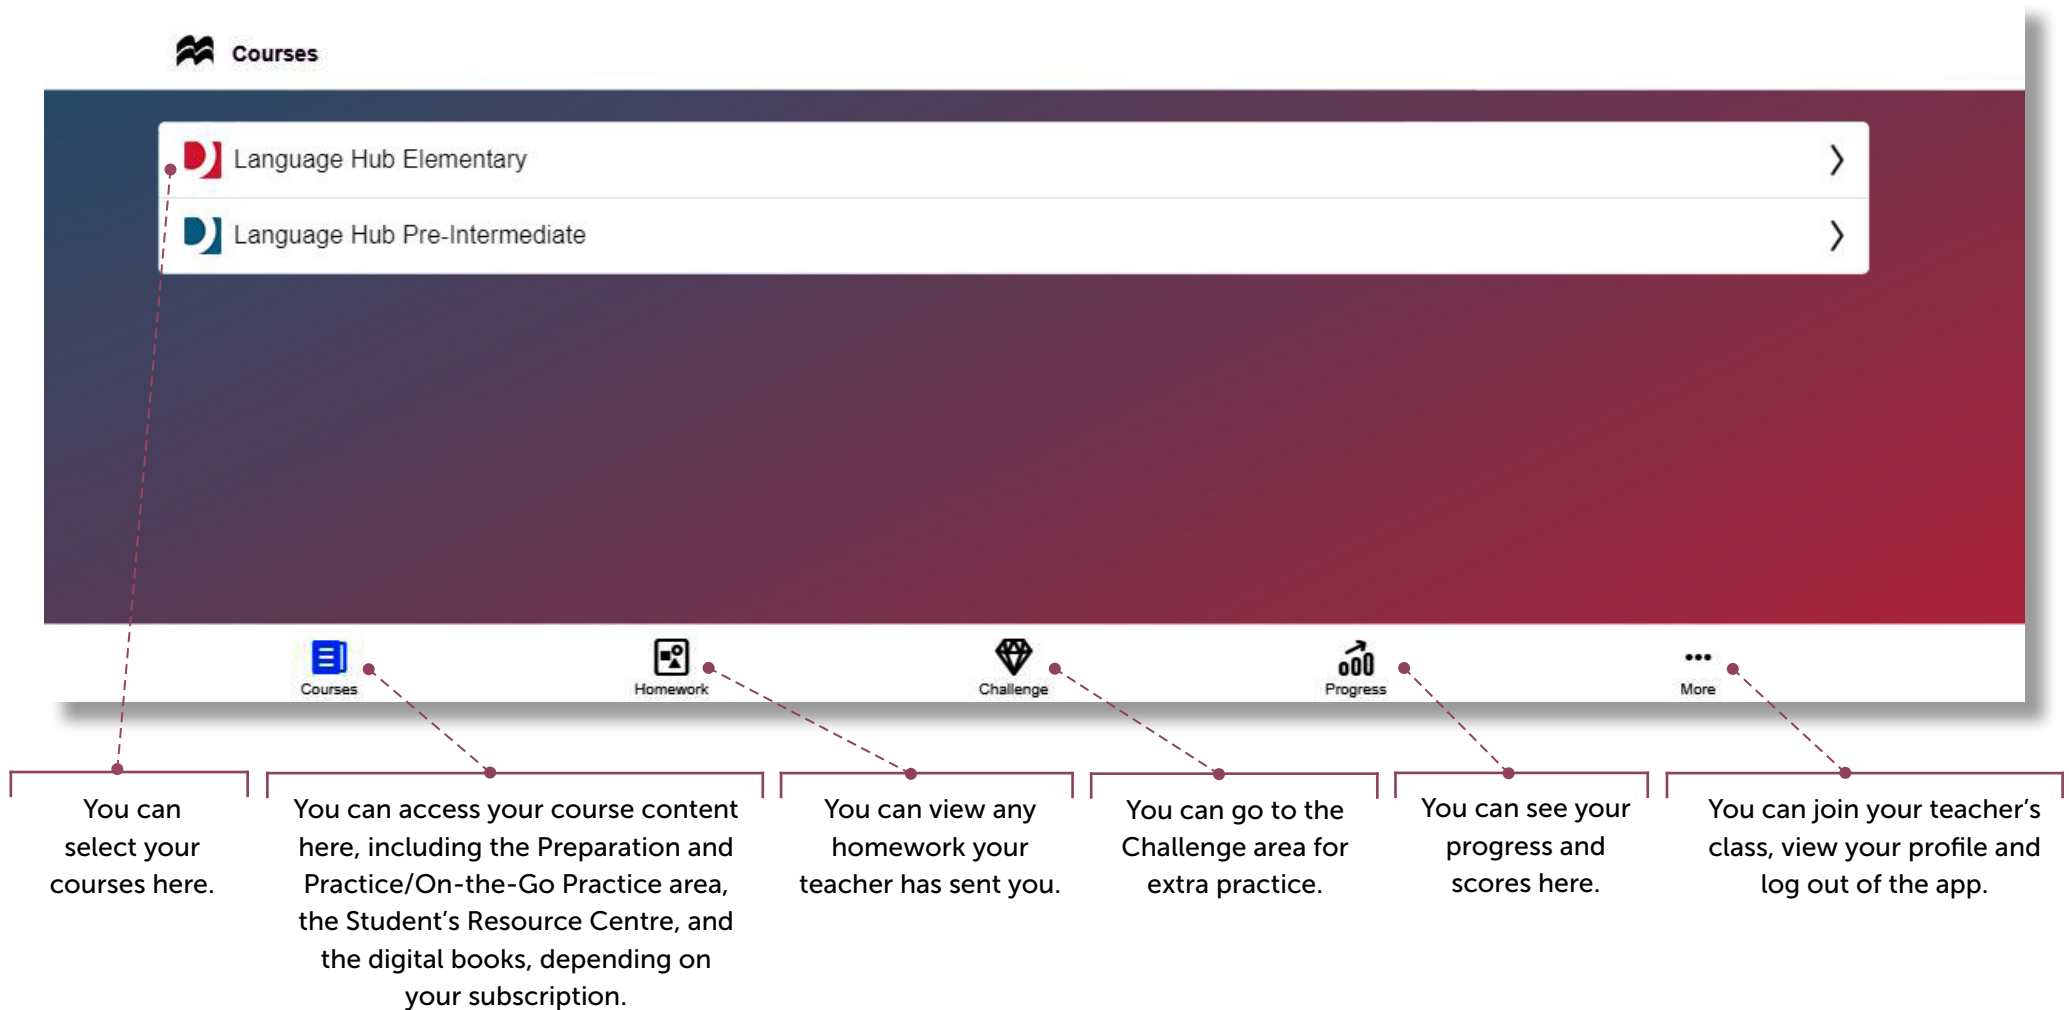 Courses
Language Hub Elementary
Language Hub Pre-Intermediate
Courses
Homework
Challenge
Progress
More
You can
select your
courses here.
You can access your course content
here, including the Preparation and
Practice/On-the-Go Practice area,
the Student’s Resource Centre, and
the digital books, depending on
your subscription.
You can view any
homework your
teacher has sent you.
You can go to the
Challenge area for
extra practice.
You can see your
progress and
scores here.
You can join your teacher’s
class, view your profile and
log out of the app.